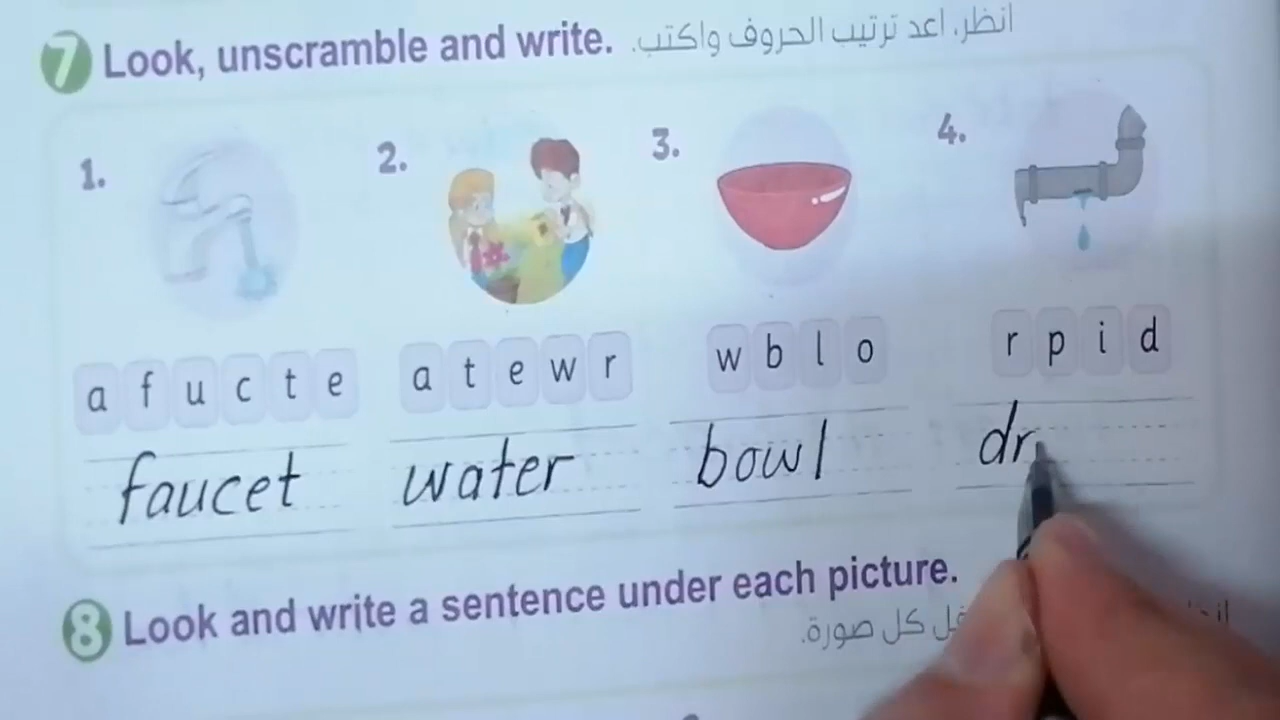 7 Look, unscramble and write. انظر، اعد ترتيب الحروف واكتب.
1. 2. 3. 4.
a f u c t e a t e w r w b l o r p i d
faucet water bowl dr
8 Look and write a sentence under each picture.
كل صورة.